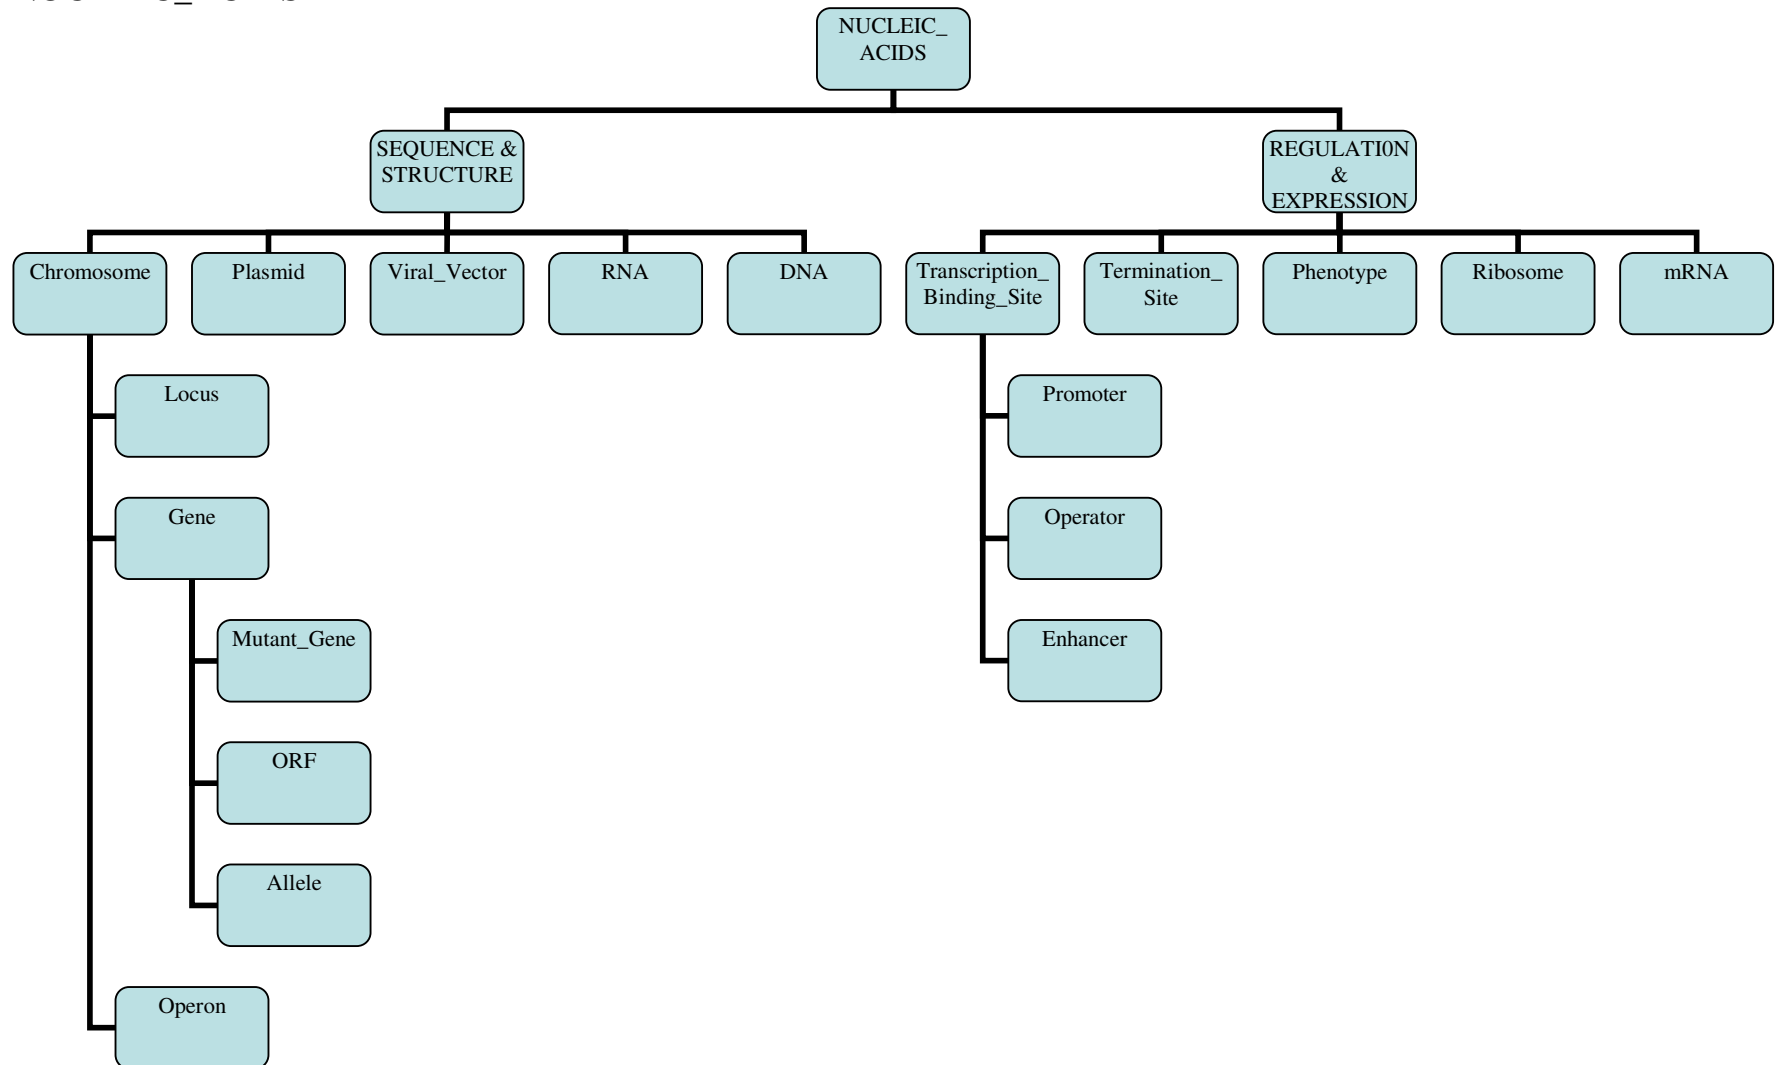 NUCLEIC_
ACIDS
SEQUENCE &
STRUCTURE
REGULATI0N
&
EXPRESSION
Chromosome
Plasmid
Viral_Vector
RNA
DNA
Transcription_
Binding_Site
Termination_
Site
Phenotype
Ribosome
mRNA
Locus
Promoter
Gene
Operator
Mutant_Gene
Enhancer
ORF
Allele
Operon